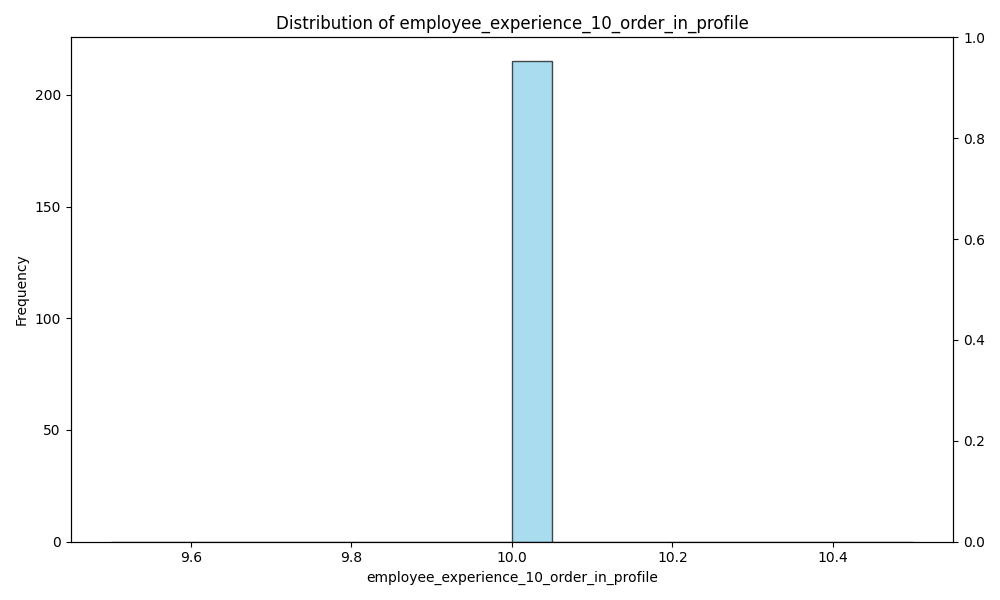 Distribution of employee_experience_10_order_in_profile
Frequency
200
150
100
50
0
1.0
0.8
0.6
0.4
0.2
0.0
9.6 9.8 10.0 10.2 10.4
employee_experience_10_order_in_profile